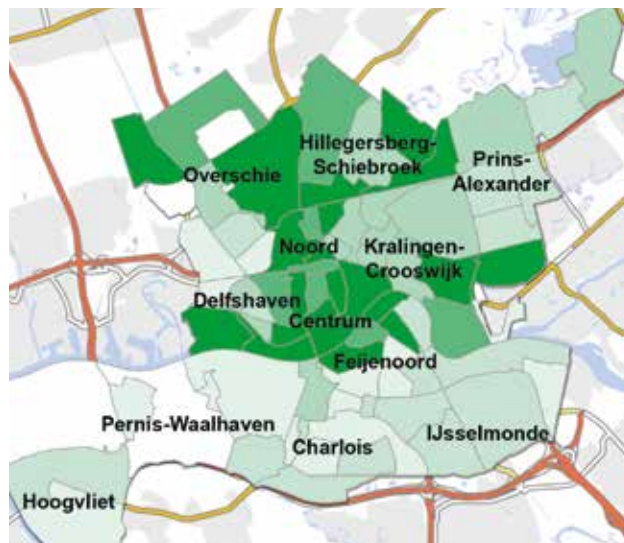 Hillegersberg-
Schiebroek
Prins-
Alexander
Overschie
Noord
Kralingen-
Crooswijk
Delfshaven
Centrum
Feijenoord
Pernis-Waalhaven
Charlois
IJsselmonde
Hoogvliet